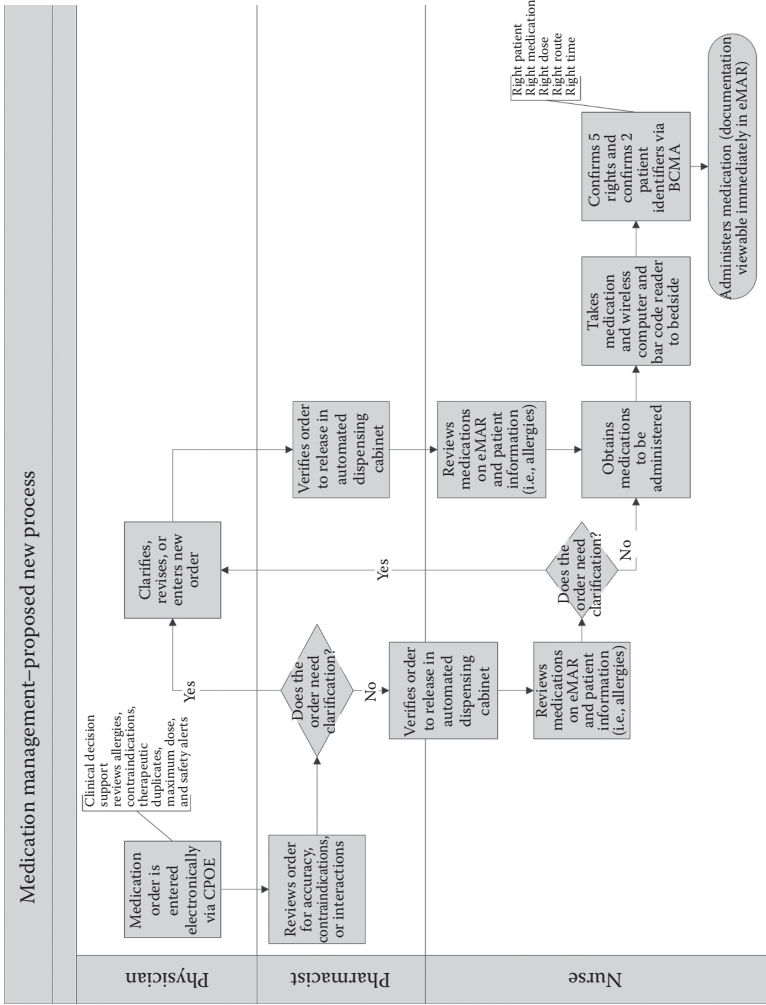 Medication management–proposed new process
Physician
Medication
order is
entered
electronically
via CPOE
Clinical decision
support
reviews allergies,
contraindications,
therapeutic
duplicates,
maximum dose,
and safety alerts
Yes
Clarifies,
revises, or
enters new
order
Pharmacist
Reviews order
for accuracy,
contraindications,
or interactions
Does the
order need
clarification?
No
Verifies order
to release in
automated
dispensing
cabinet
Yes
Verifies order
to release in
automated
dispensing
cabinet
Nurse
Reviews
medications
on eMAR
and patient
information
(i.e., allergies)
Does the
order need
clarification?
No
Reviews
medications
on eMAR
and patient
information
(i.e., allergies)
Obtains
medications
to be
administered
Takes
medication
and wireless
computer and
bar code reader
to bedside
Confirms 5
rights and
confirms 2
patient
identifiers via
BCMA
Right patient
Right medication
Right dose
Right route
Right time
Administers medication (documentation
viewable immediately in eMAR)